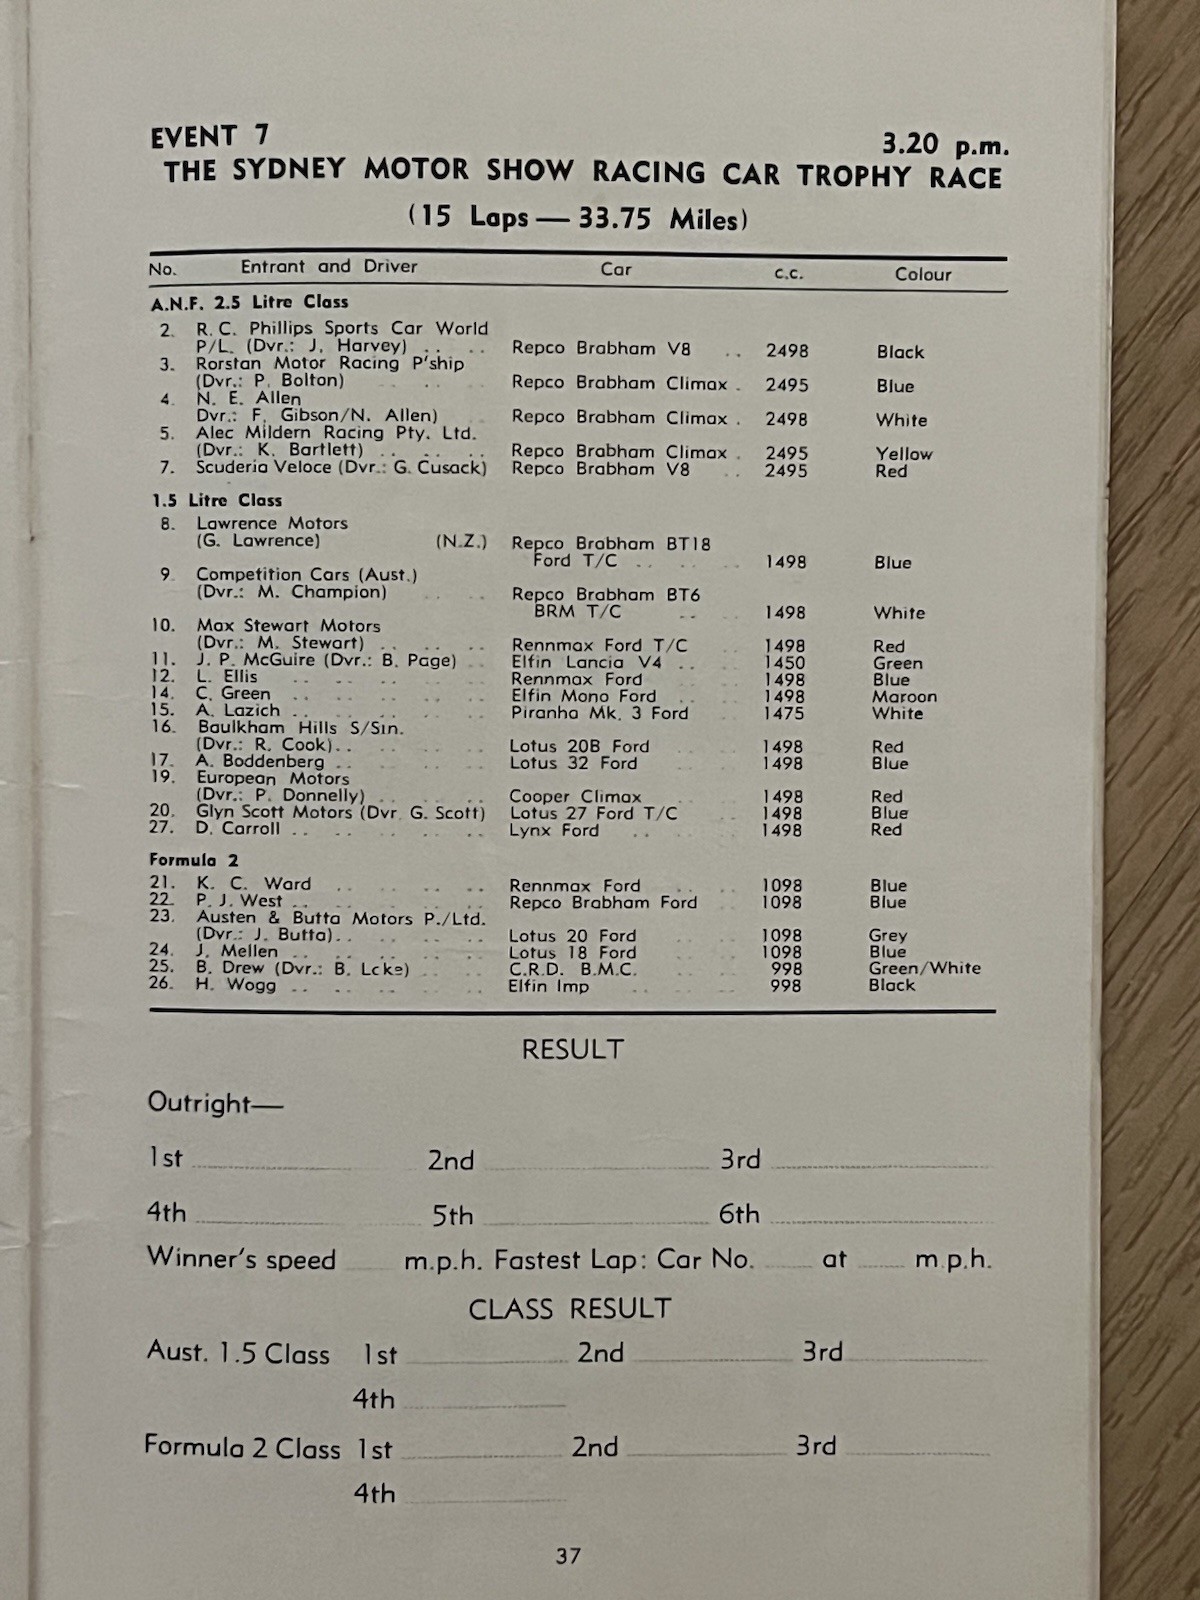 EVENT 7 3.20 p.m.
THE SYDNEY MOTOR SHOW RACING CAR TROPHY RACE
(15 Laps — 33.75 Miles)
No. Entrant and Driver Car c.c. Colour
A.N.F. 2.5 Litre Class
2. R. C. Phillips Sports Car World
P/L. (Dvr.: J. Harvey) .. .. Repco Brabham V8 .. 2498 Black
3. Rorstan Motor Racing P'ship
(Dvr.: P. Bolton) .. .. Repco Brabham Climax . 2495 Blue
4. N. E. Allen
Dvr.: F. Gibson/N. Allen) Repco Brabham Climax . 2498 White
5. Alec Mildern Racing Pty. Ltd.
(Dvr.: K. Bartlett) .. .. .. Repco Brabham Climax . 2495 Yellow
7. Scuderia Veloce (Dvr.: G. Cusack) Repco Brabham V8 .. 2495 Red
1.5 Litre Class
8. Lawrence Motors
(G. Lawrence) (N.Z.) Repco Brabham BT18
Ford T/C .. .. .. 1498 Blue
9. Competition Cars (Aust.)
(Dvr.: M. Champion) .. .. Repco Brabham BT6
BRM T/C .. .. 1498 White
10. Max Stewart Motors
(Dvr.: M. Stewart) .. .. .. Rennmax Ford T/C .. 1498 Red
11. J. P. McGuire (Dvr.: B. Page) .. Elfin Lancia V4 .. .. 1450 Green
12. L. Ellis .. .. .. .. Rennmax Ford .. .. 1498 Blue
14. C. Green .. .. .. .. Elfin Mono Ford .. .. 1498 Maroon
15. A. Lazich .. .. .. .. Piranha Mk. 3 Ford .. 1475 White
16. Baulkham Hills S/Stn.
(Dvr.: R. Cook).. .. .. .. Lotus 20B Ford .. .. 1498 Red
17. A. Boddenberg .. .. .. .. Lotus 32 Ford .. .. 1498 Blue
19. European Motors
(Dvr.: P. Donnelly) .. .. .. Cooper Climax .. .. 1498 Red
20. Glyn Scott Motors (Dvr. G. Scott) Lotus 27 Ford T/C .. 1498 Blue
27. D. Carroll .. .. .. .. .. Lynx Ford .. .. 1498 Red
Formula 2
21. K. C. Ward .. .. .. .. Rennmax Ford .. .. 1098 Blue
22. P. J. West .. .. .. .. .. Repco Brabham Ford .. 1098 Blue
23. Austen & Butta Motors P./Ltd.
(Dvr.: J. Butta).. .. .. .. Lotus 20 Ford .. .. 1098 Grey
24. J. Mellen .. .. .. .. .. Lotus 18 Ford .. .. 1098 Blue
25. B. Drew (Dvr.: B. Lcke) .. .. C.R.D. B.M.C. .. .. 998 Green/White
26. H. Wogg .. .. .. .. .. Elfin Imp .. .. .. 998 Black
RESULT
Outright—
1st 2nd 3rd
4th 5th 6th
Winner's speed m.p.h. Fastest Lap: Car No. at m.p.h.
CLASS RESULT
Aust. 1.5 Class 1st 2nd 3rd
4th
Formula 2 Class 1st 2nd 3rd
4th
37